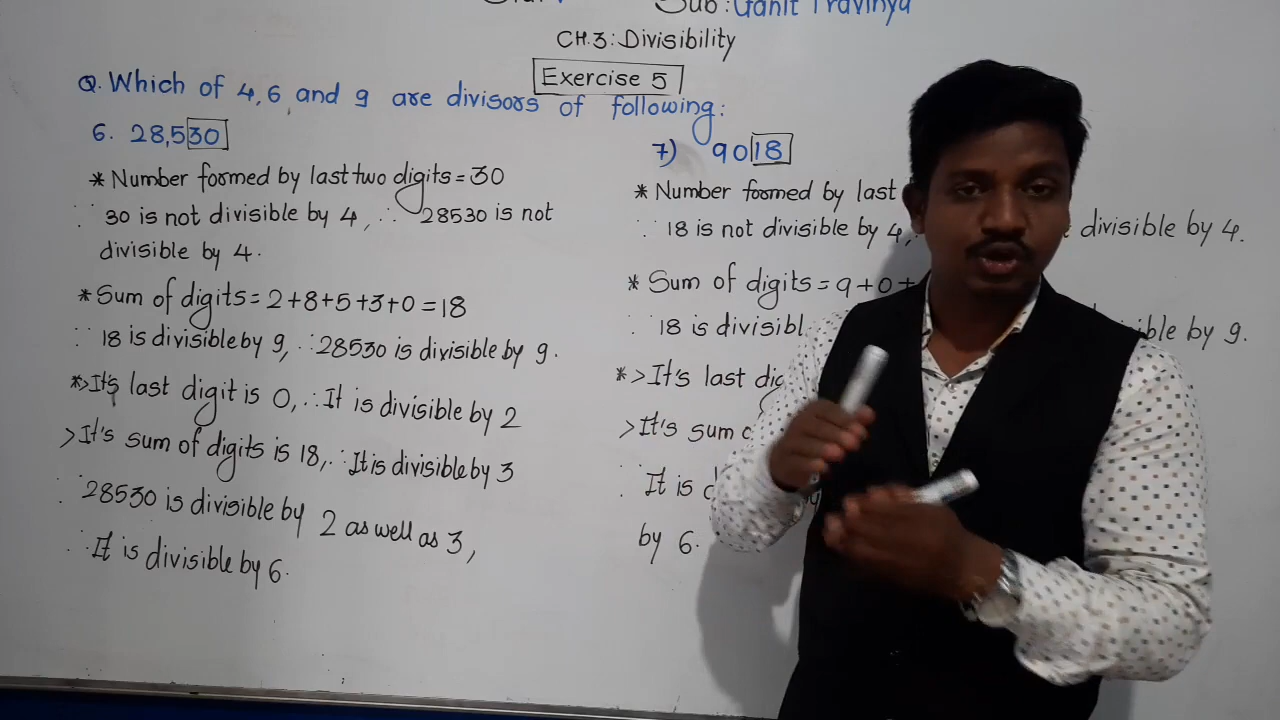 Sub: Ganit Pravinya
CH.3: Divisibility
Exercise 5
Q. Which of 4, 6 and 9 are divisors of following:
6. 28,530
* Number formed by last two digits = 30
∵ 30 is not divisible by 4, ∴ 28530 is not
divisible by 4.
* Sum of digits = 2+8+5+3+0 = 18
∵ 18 is divisible by 9, ∴ 28530 is divisible by 9.
*> It's last digit is 0, ∴ It is divisible by 2
> It's sum of digits is 18, ∴ It is divisible by 3
∵ 28530 is divisible by 2 as well as 3,
∴ It is divisible by 6.
7) 9018
* Number formed by last
∵ 18 is not divisible by 4, divisible by 4.
* Sum of digits = 9+0+
∵ 18 is divisibl by 9.
*> It's last dig
> It's sum
∵ It is
by 6.